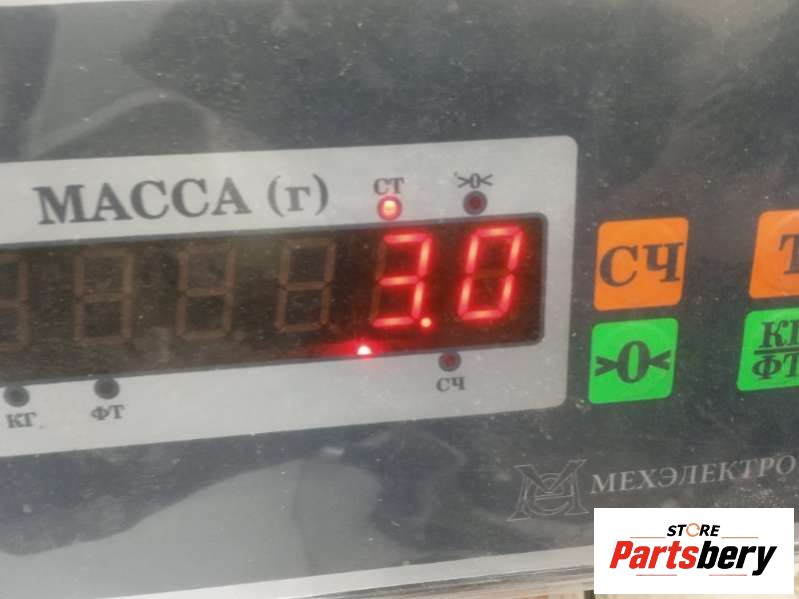 МАССА (г)
СТ
>0<
3.0
СЧ
>0<
КГ
ФТ
СЧ
МЕХЭЛЕКТРО
STORE
Partsbery